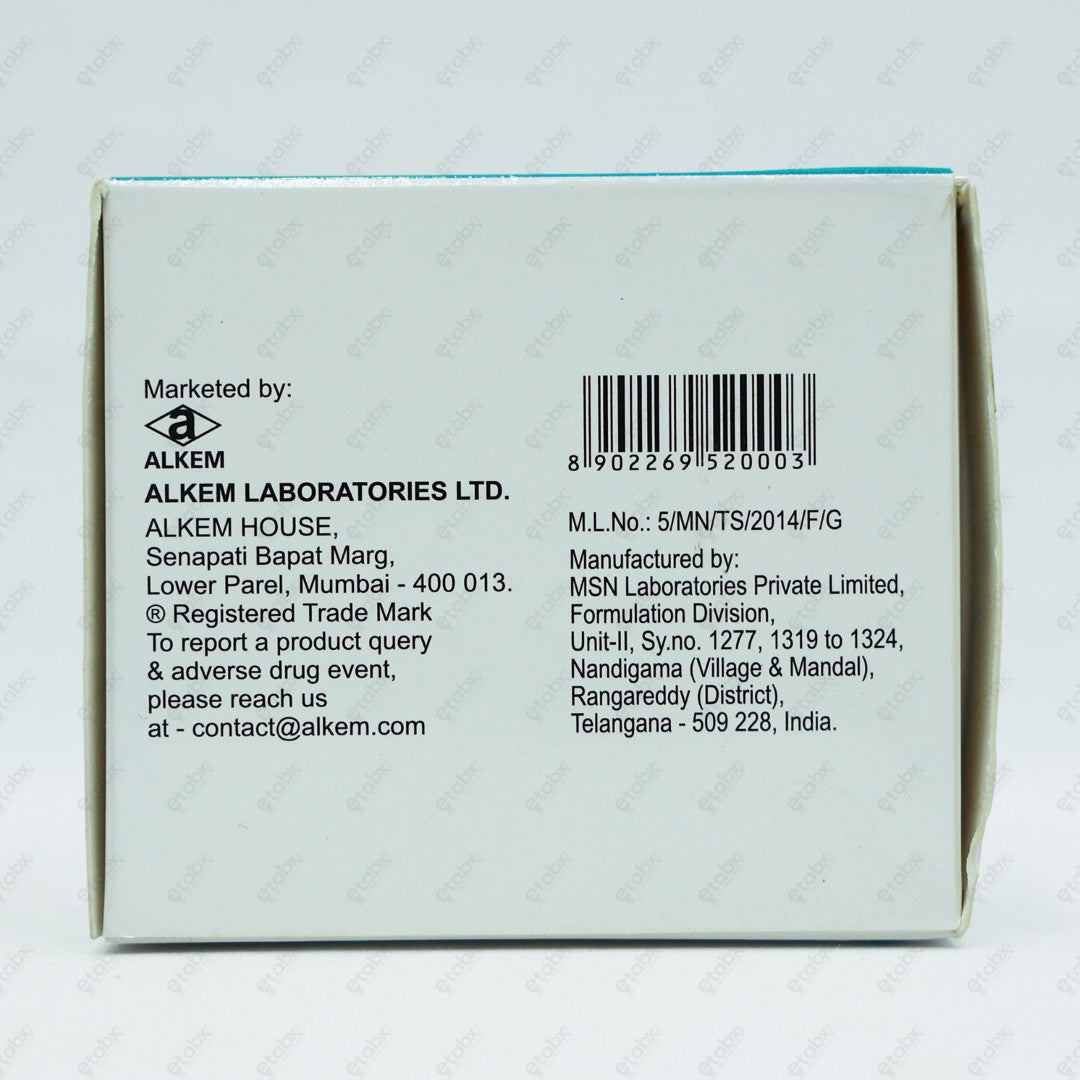 Marketed by:
a
ALKEM
ALKEM LABORATORIES LTD.
ALKEM HOUSE,
Senapati Bapat Marg,
Lower Parel, Mumbai - 400 013.
® Registered Trade Mark
To report a product query
& adverse drug event,
please reach us
at - contact@alkem.com
8 902269 520003
M.L.No.: 5/MN/TS/2014/F/G
Manufactured by:
MSN Laboratories Private Limited,
Formulation Division,
Unit-II, Sy.no. 1277, 1319 to 1324,
Nandigama (Village & Mandal),
Rangareddy (District),
Telangana - 509 228, India.
etabx